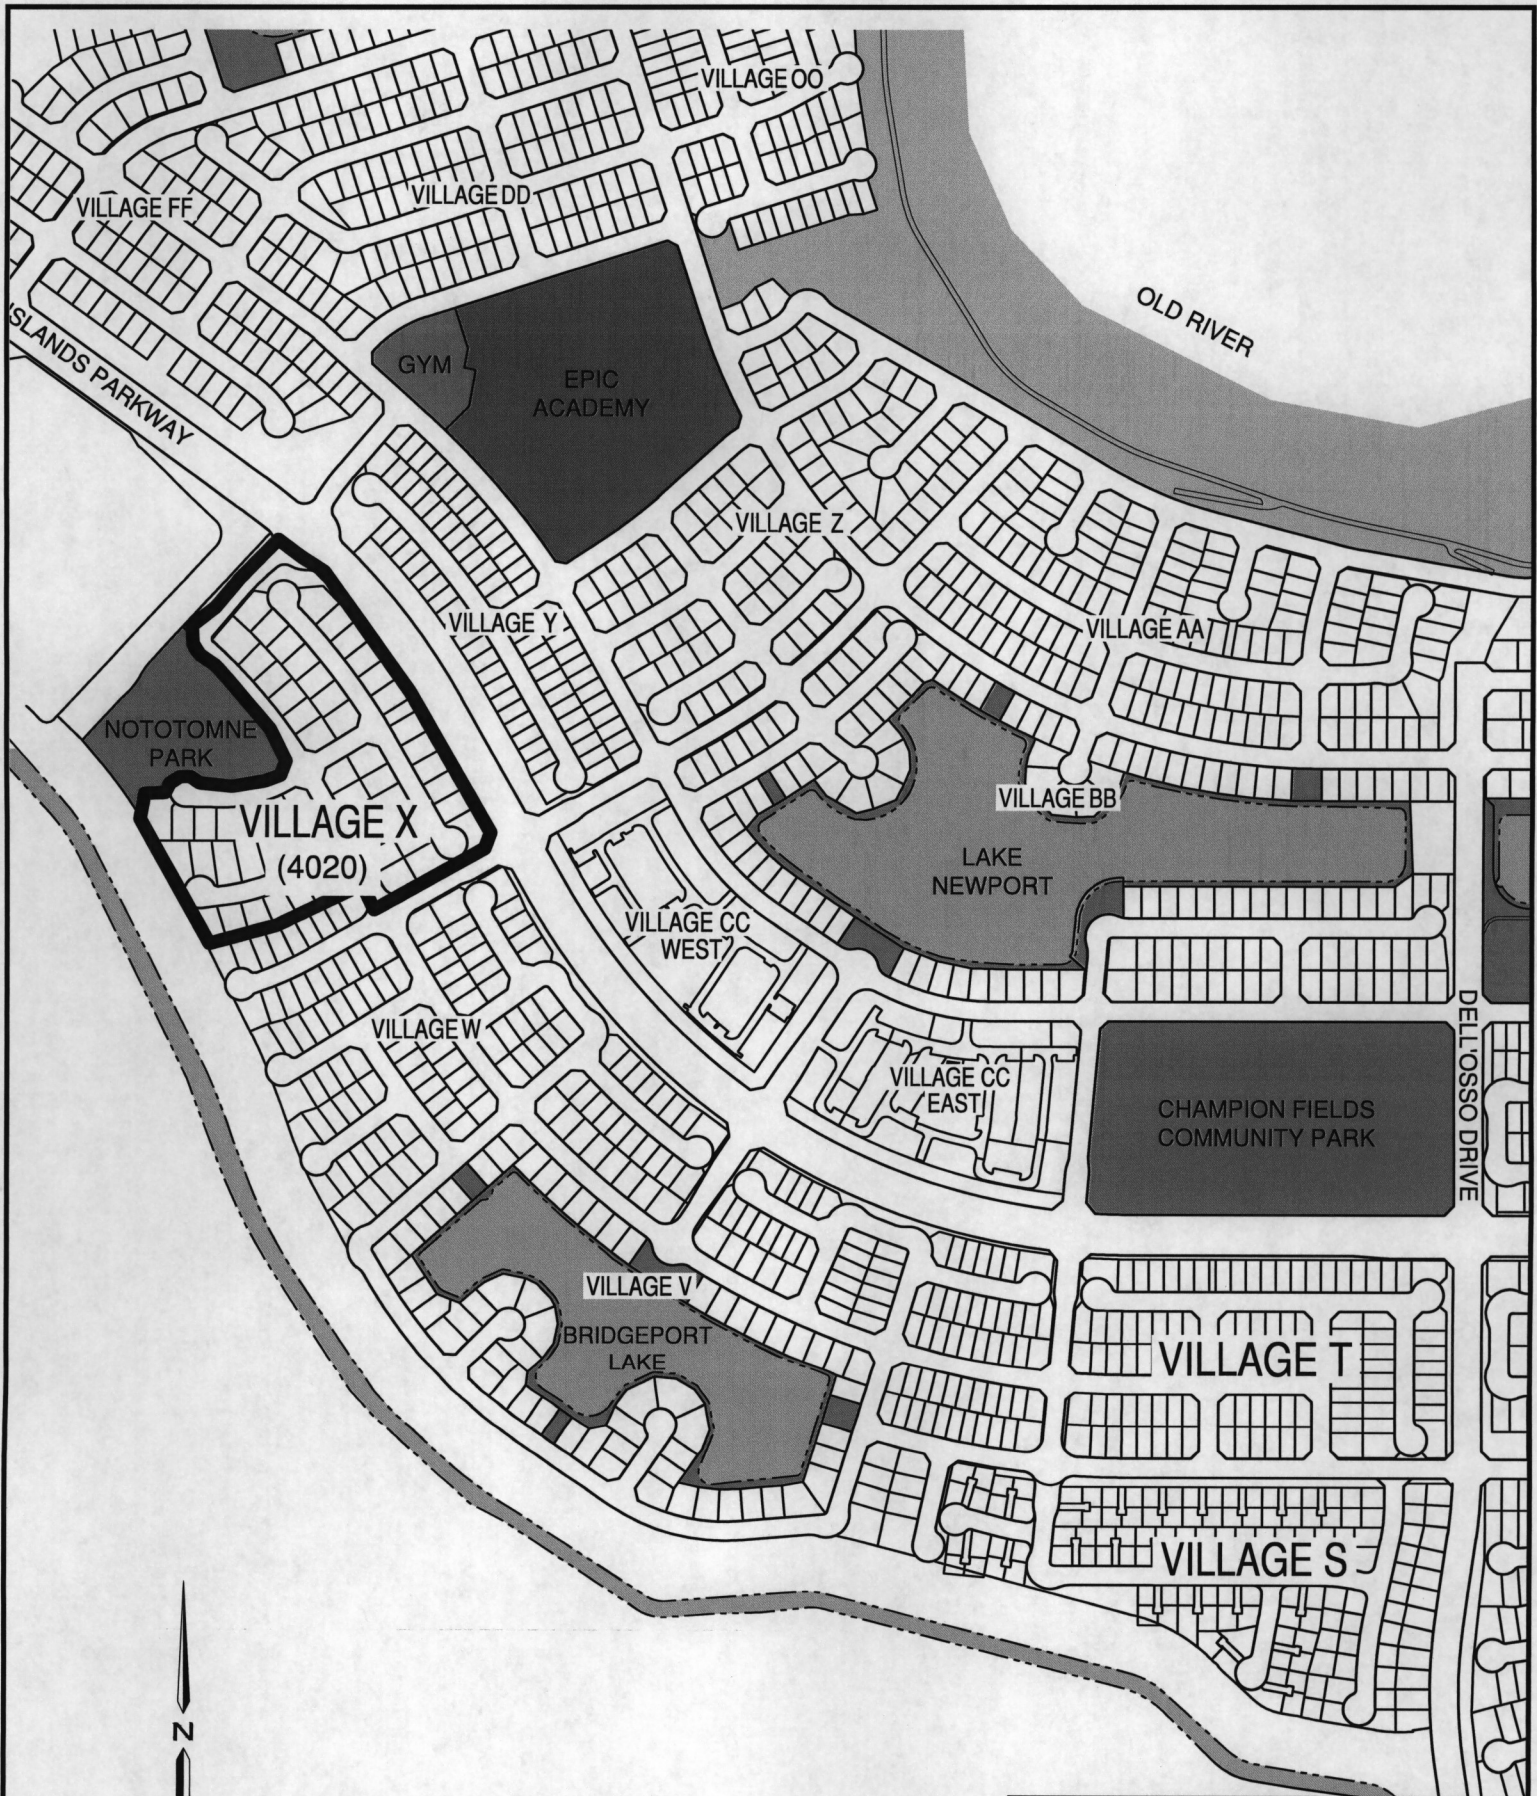 VILLAGE OO
VILLAGE DD
VILLAGE FF
OLD RIVER
ISLANDS PARKWAY
GYM
EPIC
ACADEMY
VILLAGE Z
VILLAGE Y
VILLAGE AA
NOTOTOMNE
PARK
VILLAGE BB
VILLAGE X
(4020)
LAKE
NEWPORT
VILLAGE CC
WEST
VILLAGE W
VILLAGE CC
EAST
CHAMPION FIELDS
COMMUNITY PARK
DELL'OSSO DRIVE
VILLAGE V
BRIDGEPORT
LAKE
VILLAGE T
VILLAGE S
N